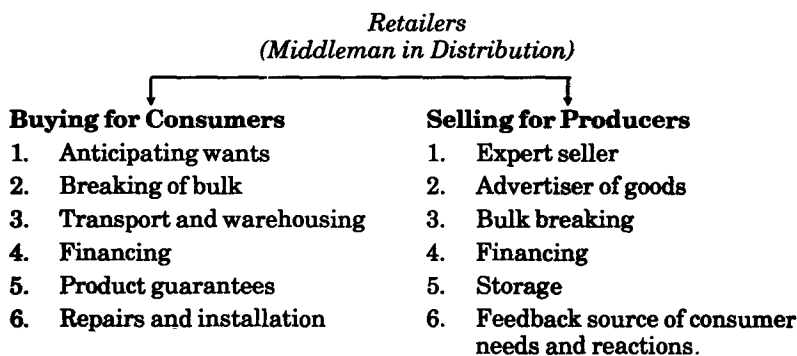 Retailers
(Middleman in Distribution)
Buying for Consumers
1. Anticipating wants
2. Breaking of bulk
3. Transport and warehousing
4. Financing
5. Product guarantees
6. Repairs and installation
Selling for Producers
1. Expert seller
2. Advertiser of goods
3. Bulk breaking
4. Financing
5. Storage
6. Feedback source of consumer
needs and reactions.